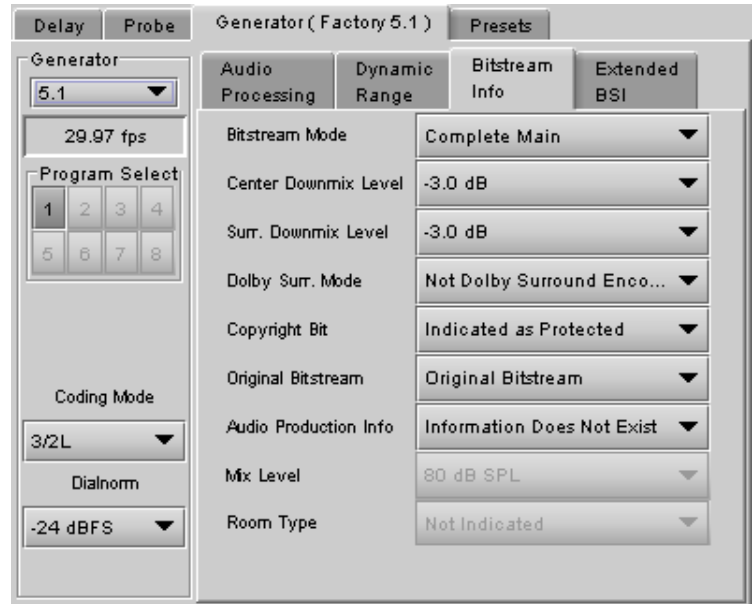 Delay Probe Generator ( Factory 5.1 ) Presets
Generator
5.1
29.97 fps
Program Select
1 2 3 4
5 6 7 8
Coding Mode
3/2L
Dialnorm
-24 dBFS
Audio Processing Dynamic Range Bitstream Info Extended BSI
Bitstream Mode Complete Main
Center Downmix Level -3.0 dB
Surr. Downmix Level -3.0 dB
Dolby Surr. Mode Not Dolby Surround Enco...
Copyright Bit Indicated as Protected
Original Bitstream Original Bitstream
Audio Production Info Information Does Not Exist
Mix Level 80 dB SPL
Room Type Not Indicated